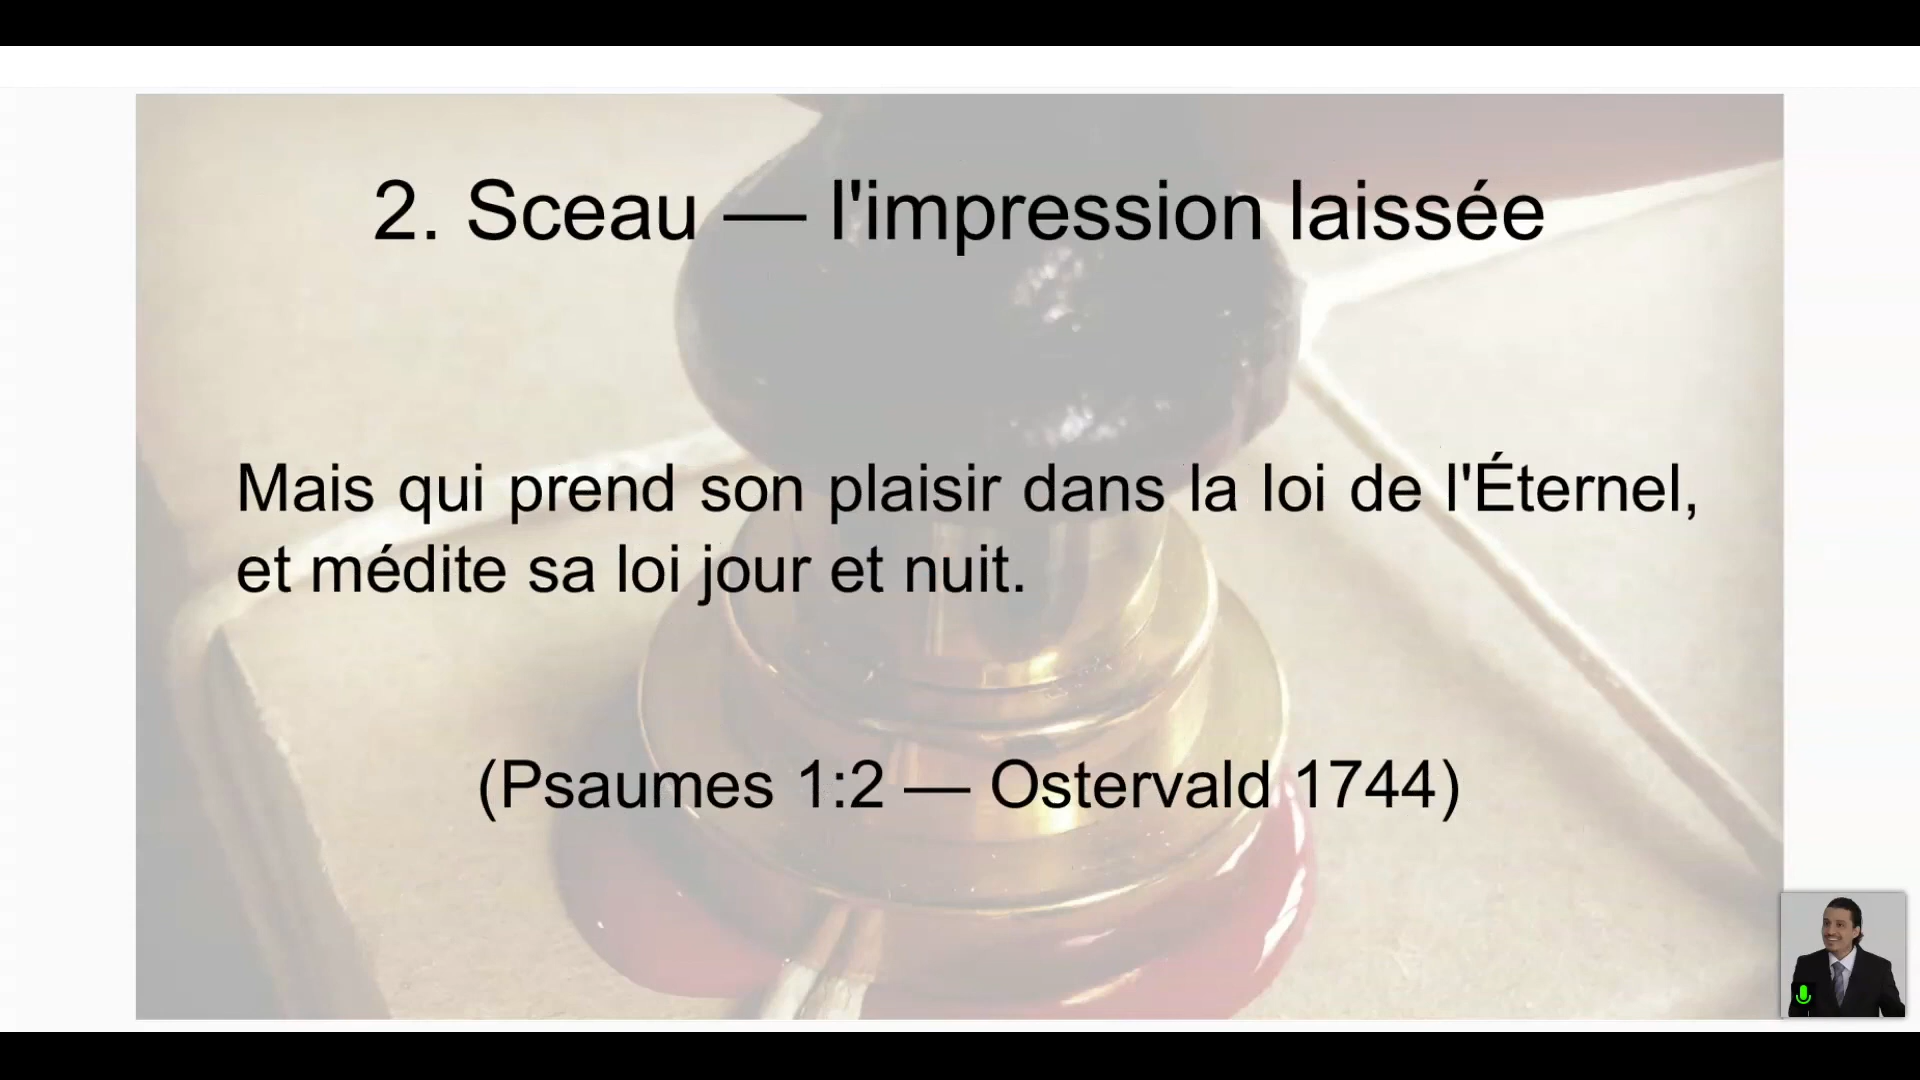 2. Sceau — l'impression laissée
Mais qui prend son plaisir dans la loi de l'Éternel,
et médite sa loi jour et nuit.
(Psaumes 1:2 — Ostervald 1744)